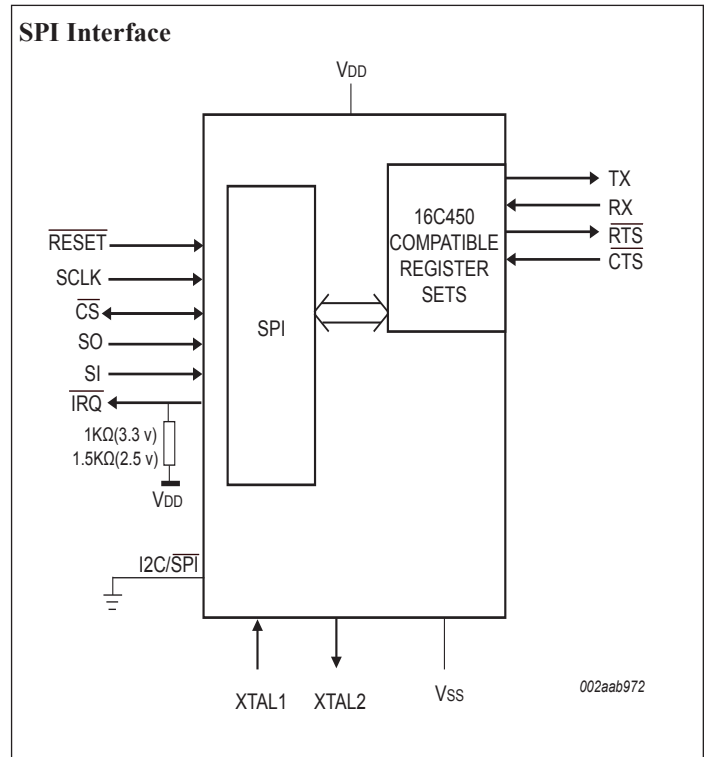 SPI Interface
VDD
RESET
SCLK
CS
SO
SI
IRQ
1KΩ(3.3 v)
1.5KΩ(2.5 v)
VDD
I2C/SPI
SPI
16C450
COMPATIBLE
REGISTER
SETS
TX
RX
RTS
CTS
XTAL1
XTAL2
VSS
002aab972